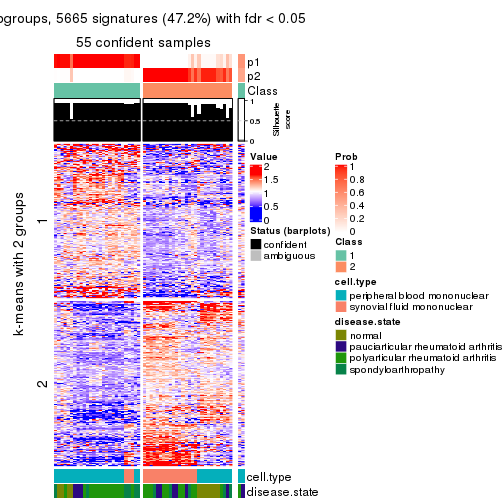 ogroups, 5665 signatures (47.2%) with fdr < 0.05
55 confident samples
p1
p2
Class
1
0.5
0
Silhouette
score
k-means with 2 groups
1
2
Value
2
1.5
1
0.5
0
Status (barplots)
confident
ambiguous
Prob
1
0.8
0.6
0.4
0.2
0
Class
1
2
cell.type
peripheral blood mononuclear
synovial fluid mononuclear
disease.state
normal
pauciarticular rheumatoid arthritis
polyarticular rheumatoid arthritis
spondyloarthropathy
cell.type
disease.state